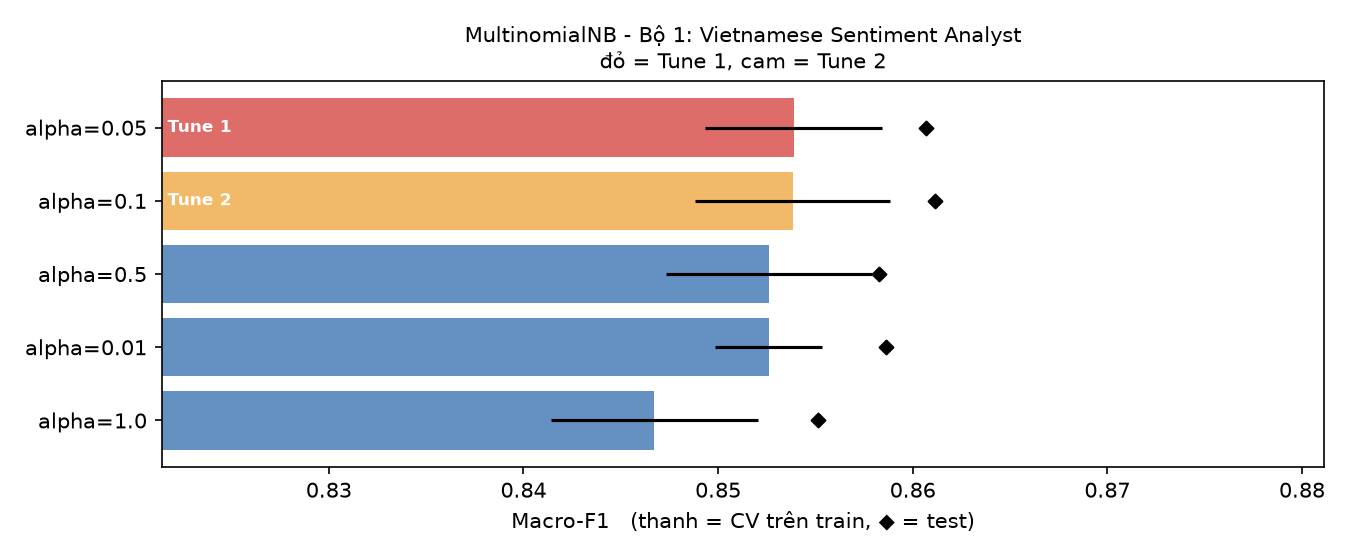 MultinomialNB - Bộ 1: Vietnamese Sentiment Analyst
đỏ = Tune 1, cam = Tune 2
alpha=0.05
Tune 1
alpha=0.1
Tune 2
alpha=0.5
alpha=0.01
alpha=1.0
0.83 0.84 0.85 0.86 0.87 0.88
Macro-F1 (thanh = CV trên train, ◆ = test)